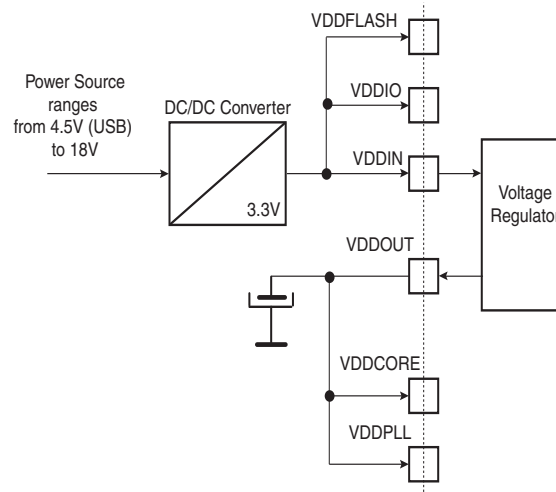 VDDFLASH
Power Source
ranges
from 4.5V (USB)
to 18V
DC/DC Converter
VDDIO
VDDIN
3.3V
Voltage
Regulator
VDDOUT
VDDCORE
VDDPLL